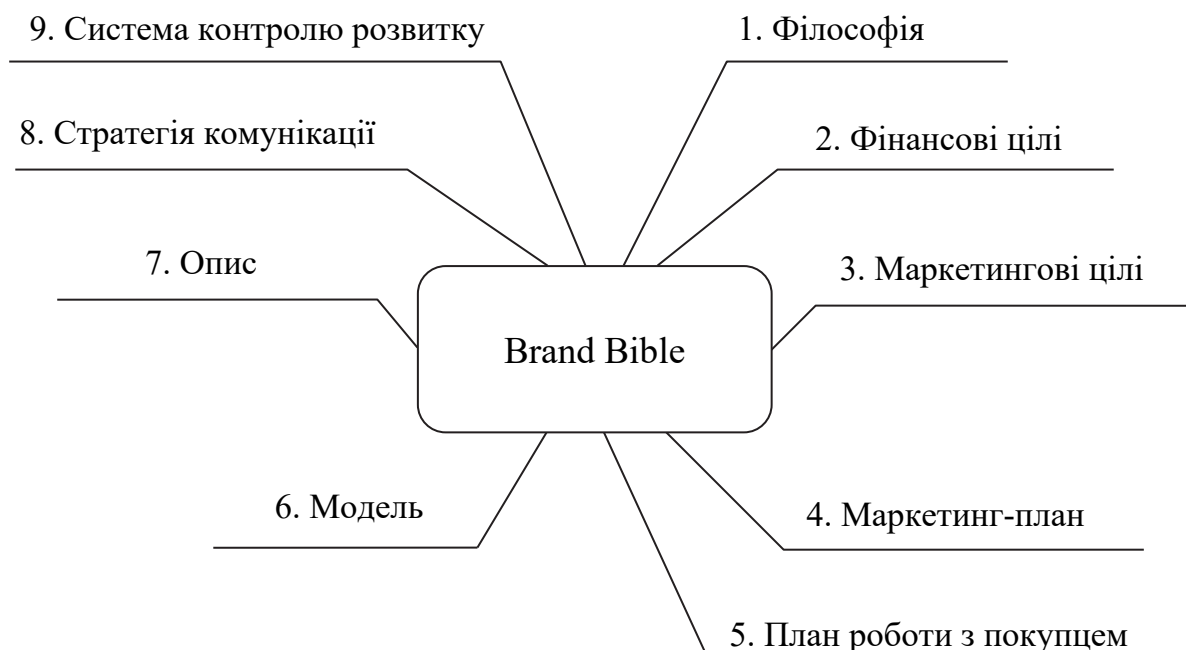 9. Система контролю розвитку
1. Філософія
8. Стратегія комунікації
2. Фінансові цілі
7. Опис
3. Маркетингові цілі
Brand Bible
6. Модель
4. Маркетинг-план
5. План роботи з покупцем